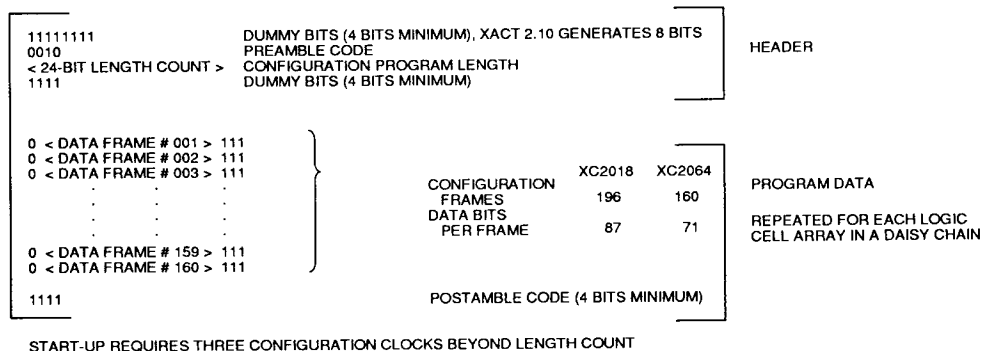 11111111 DUMMY BITS (4 BITS MINIMUM), XACT 2.10 GENERATES 8 BITS
0010 PREAMBLE CODE
< 24-BIT LENGTH COUNT > CONFIGURATION PROGRAM LENGTH
1111 DUMMY BITS (4 BITS MINIMUM)
HEADER
0 < DATA FRAME # 001 > 111
0 < DATA FRAME # 002 > 111
0 < DATA FRAME # 003 > 111
. . .
. . .
. . .
0 < DATA FRAME # 159 > 111
0 < DATA FRAME # 160 > 111
XC2018 XC2064
CONFIGURATION
FRAMES 196 160
DATA BITS
PER FRAME 87 71
PROGRAM DATA
REPEATED FOR EACH LOGIC
CELL ARRAY IN A DAISY CHAIN
1111 POSTAMBLE CODE (4 BITS MINIMUM)
START-UP REQUIRES THREE CONFIGURATION CLOCKS BEYOND LENGTH COUNT